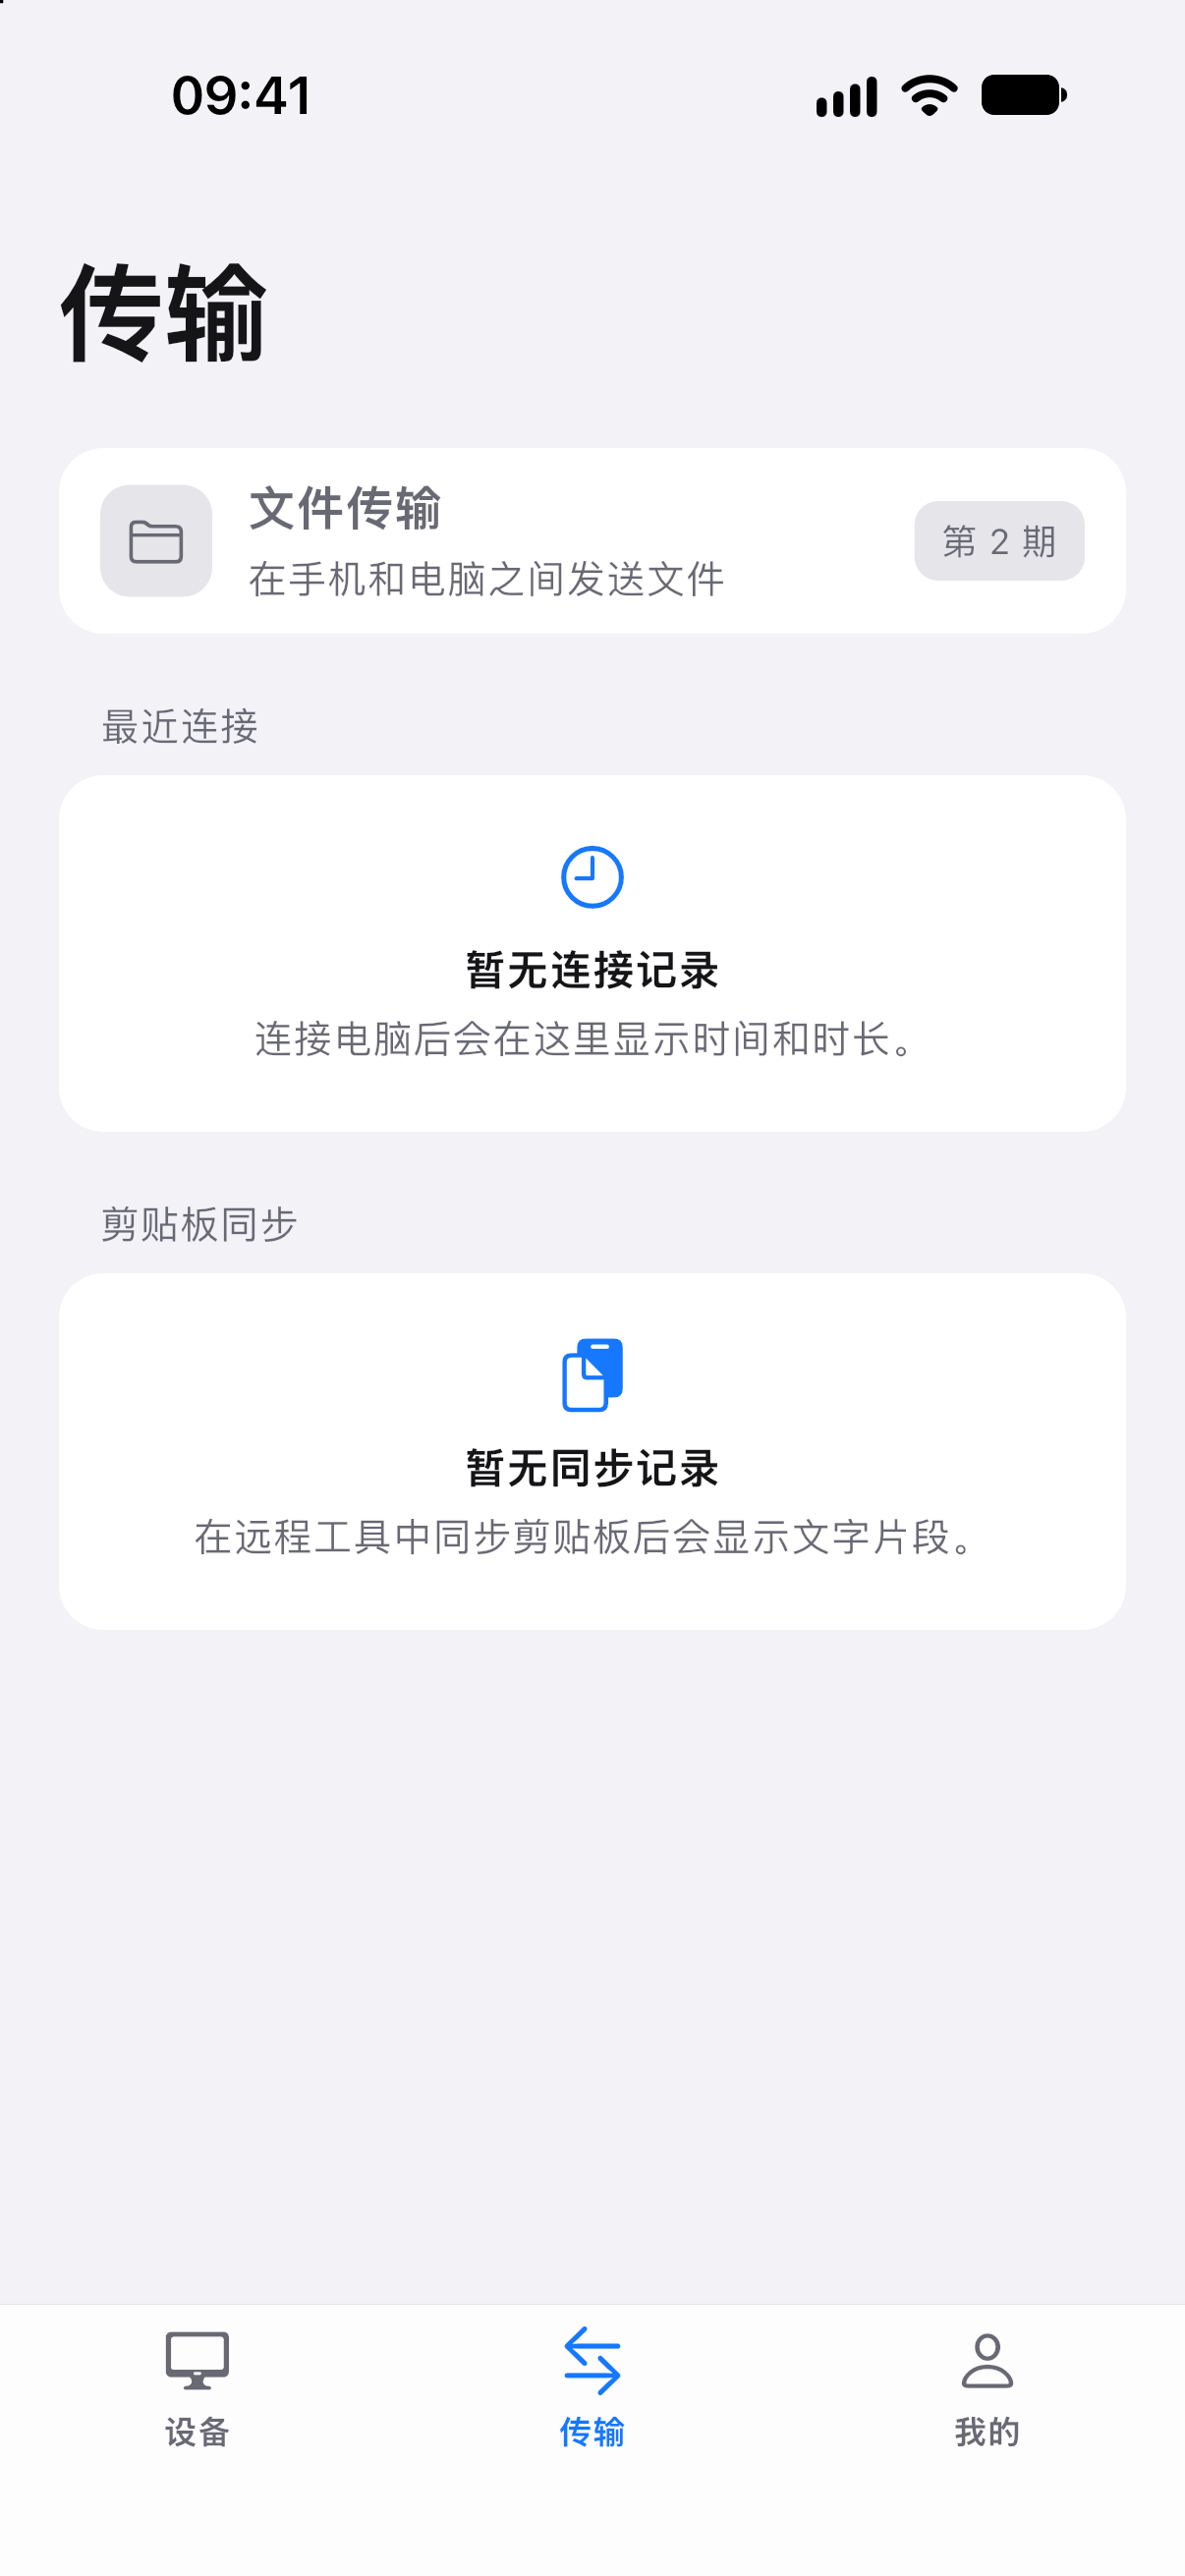 09:41
传输
文件传输
在手机和电脑之间发送文件
第 2 期
最近连接
暂无连接记录
连接电脑后会在这里显示时间和时长。
剪贴板同步
暂无同步记录
在远程工具中同步剪贴板后会显示文字片段。
设备
传输
我的